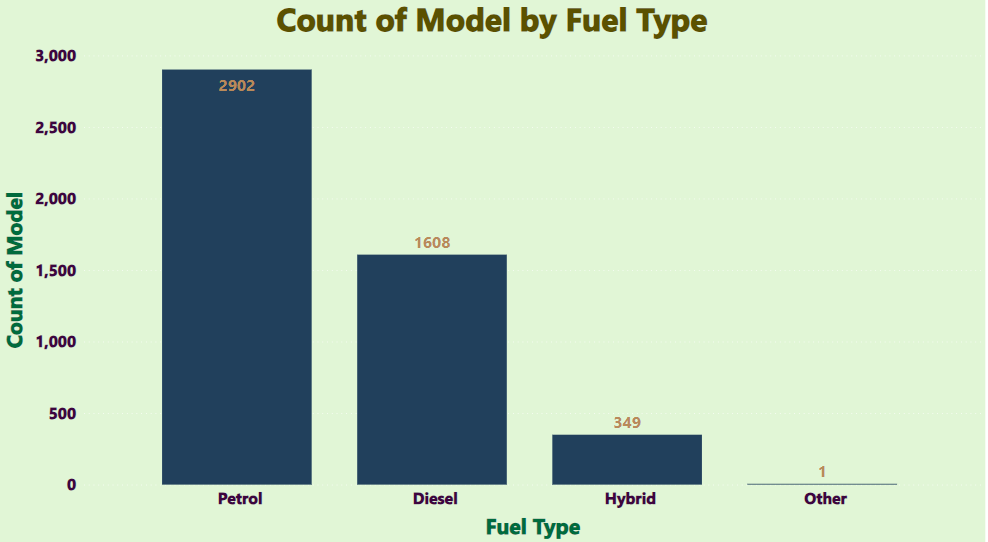 Count of Model by Fuel Type
Count of Model
3,000
2,500
2,000
1,500
1,000
500
0
2902
1608
349
1
Petrol
Diesel
Hybrid
Other
Fuel Type